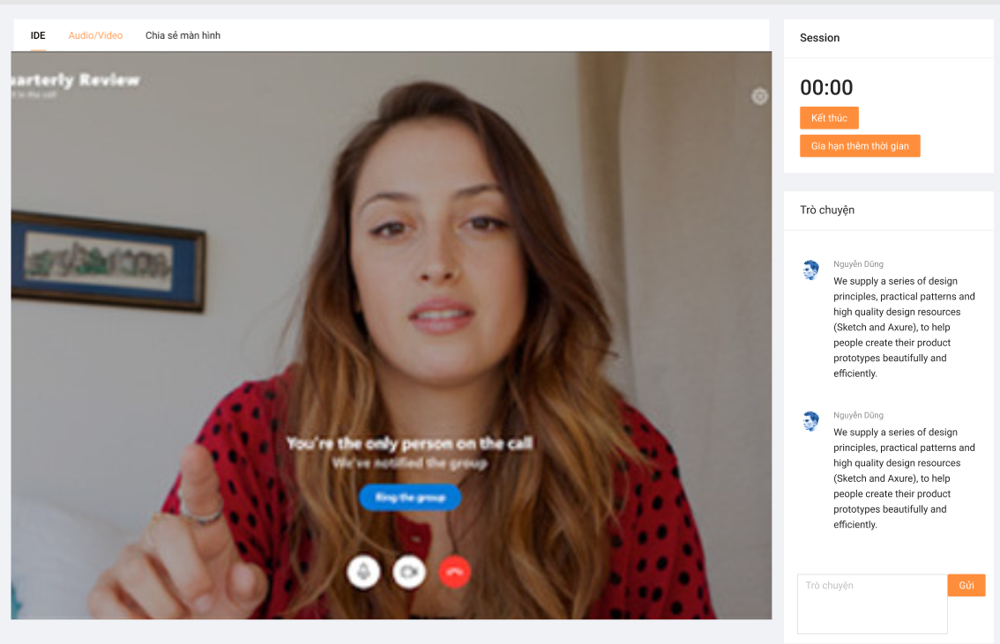 IDE Audio/Video Chia sẻ màn hình
arterly Review
in the call
You're the only person on the call
We've notified the group
Ring the group
Session
00:00
Kết thúc
Gia hạn thêm thời gian
Trò chuyện
Nguyễn Dũng
We supply a series of design
principles, practical patterns and
high quality design resources
(Sketch and Axure), to help
people create their product
prototypes beautifully and
efficiently.
Nguyễn Dũng
We supply a series of design
principles, practical patterns and
high quality design resources
(Sketch and Axure), to help
people create their product
prototypes beautifully and
efficiently.
Trò chuyện
Gửi